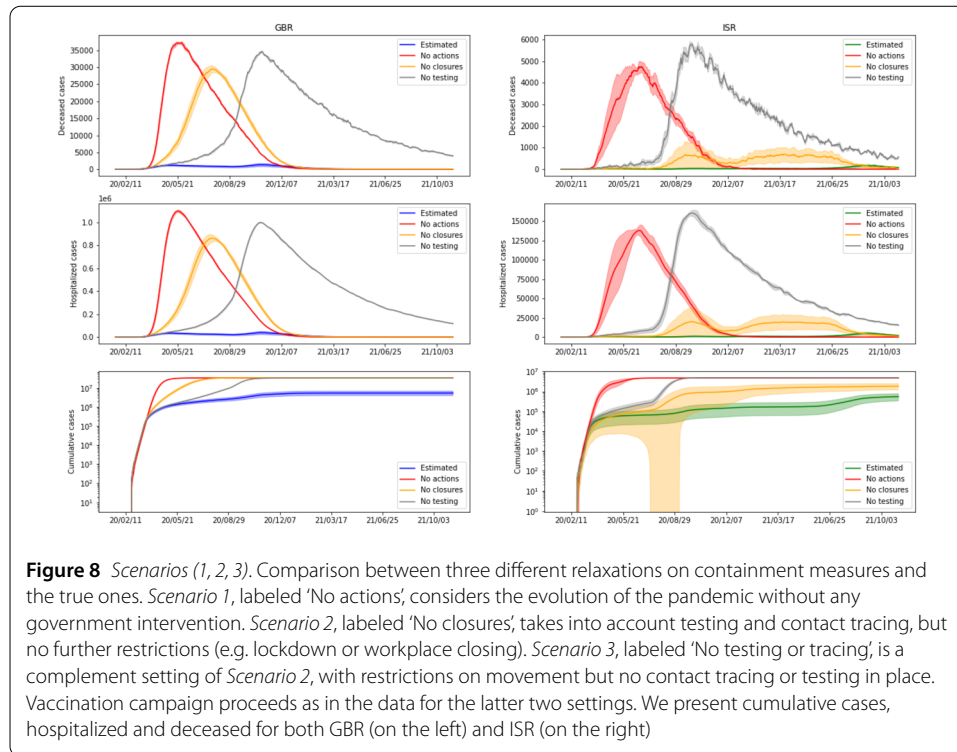 GBR
ISR
Deceased cases
35000
30000
25000
20000
15000
10000
5000
0
Estimated
No actions
No closures
No testing
20/02/11 20/05/21 20/08/29 20/12/07 21/03/17 21/06/25 21/10/03
Deceased cases
6000
5000
4000
3000
2000
1000
0
Estimated
No actions
No closures
No testing
20/02/11 20/05/21 20/08/29 20/12/07 21/03/17 21/06/25 21/10/03
1e6
Hospitalized cases
1.0
0.8
0.6
0.4
0.2
0.0
Estimated
No actions
No closures
No testing
20/02/11 20/05/21 20/08/29 20/12/07 21/03/17 21/06/25 21/10/03
Hospitalized cases
150000
125000
100000
75000
50000
25000
0
Estimated
No actions
No closures
No testing
20/02/11 20/05/21 20/08/29 20/12/07 21/03/17 21/06/25 21/10/03
Cumulative cases
10⁷
10⁶
10⁵
10⁴
10³
10²
10¹
Estimated
No actions
No closures
No testing
20/02/11 20/05/21 20/08/29 20/12/07 21/03/17 21/06/25 21/10/03
Cumulative cases
10⁷
10⁶
10⁵
10⁴
10³
10²
10¹
10⁰
Estimated
No actions
No closures
No testing
20/02/11 20/05/21 20/08/29 20/12/07 21/03/17 21/06/25 21/10/03
Figure 8 Scenarios (1, 2, 3). Comparison between three different relaxations on containment measures and
the true ones. Scenario 1, labeled ‘No actions’, considers the evolution of the pandemic without any
government intervention. Scenario 2, labeled ‘No closures’, takes into account testing and contact tracing, but
no further restrictions (e.g. lockdown or workplace closing). Scenario 3, labeled ‘No testing or tracing’, is a
complement setting of Scenario 2, with restrictions on movement but no contact tracing or testing in place.
Vaccination campaign proceeds as in the data for the latter two settings. We present cumulative cases,
hospitalized and deceased for both GBR (on the left) and ISR (on the right)